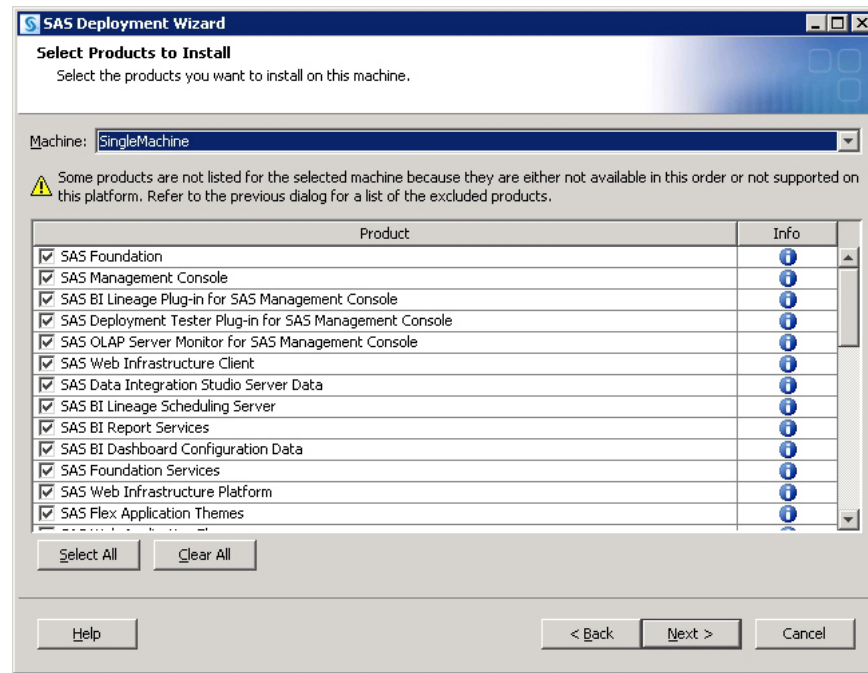 SAS Deployment Wizard
Select Products to Install
Select the products you want to install on this machine.
Machine: SingleMachine
Some products are not listed for the selected machine because they are either not available in this order or not supported on
this platform. Refer to the previous dialog for a list of the excluded products.
Product Info
SAS Foundation
SAS Management Console
SAS BI Lineage Plug-in for SAS Management Console
SAS Deployment Tester Plug-in for SAS Management Console
SAS OLAP Server Monitor for SAS Management Console
SAS Web Infrastructure Client
SAS Data Integration Studio Server Data
SAS BI Lineage Scheduling Server
SAS BI Report Services
SAS BI Dashboard Configuration Data
SAS Foundation Services
SAS Web Infrastructure Platform
SAS Flex Application Themes
Select All Clear All
Help < Back Next > Cancel